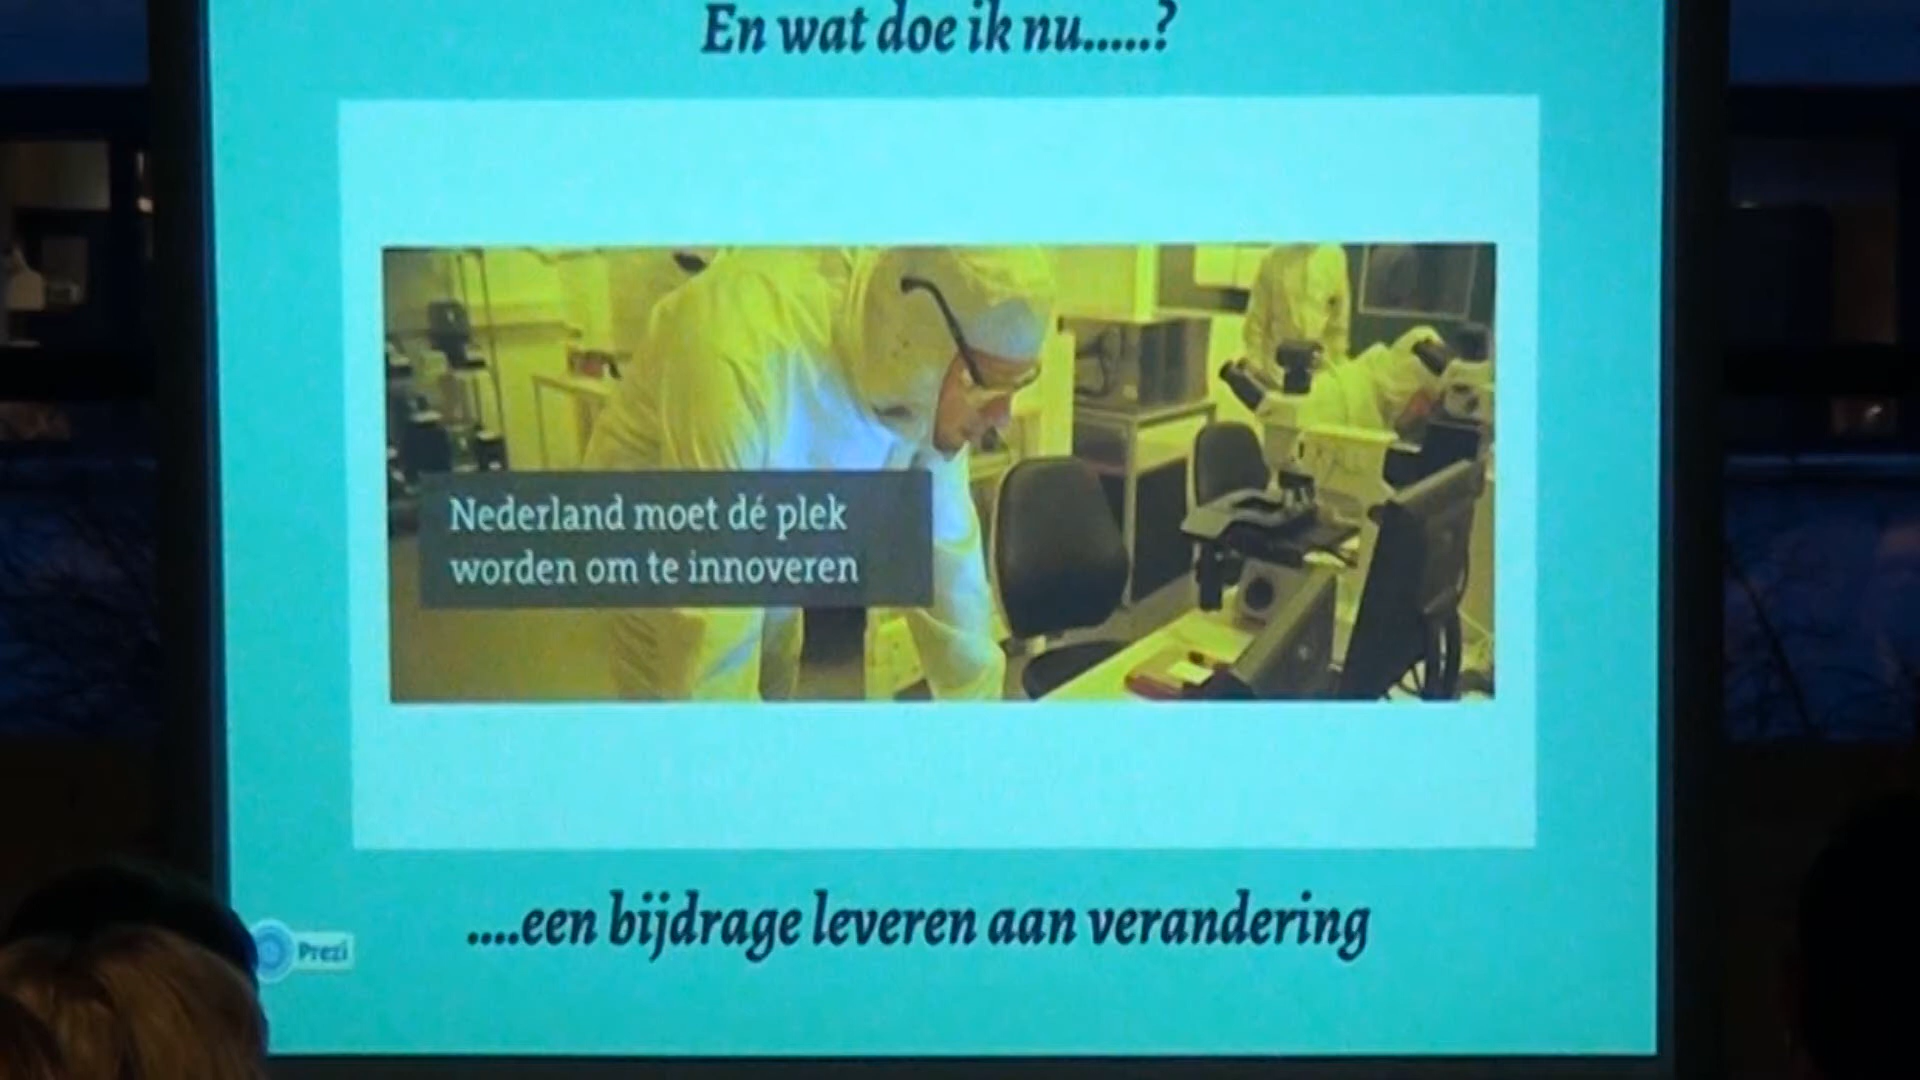 En wat doe ik nu.....?
Nederland moet dé plek
worden om te innoveren
....een bijdrage leveren aan verandering
Prezi